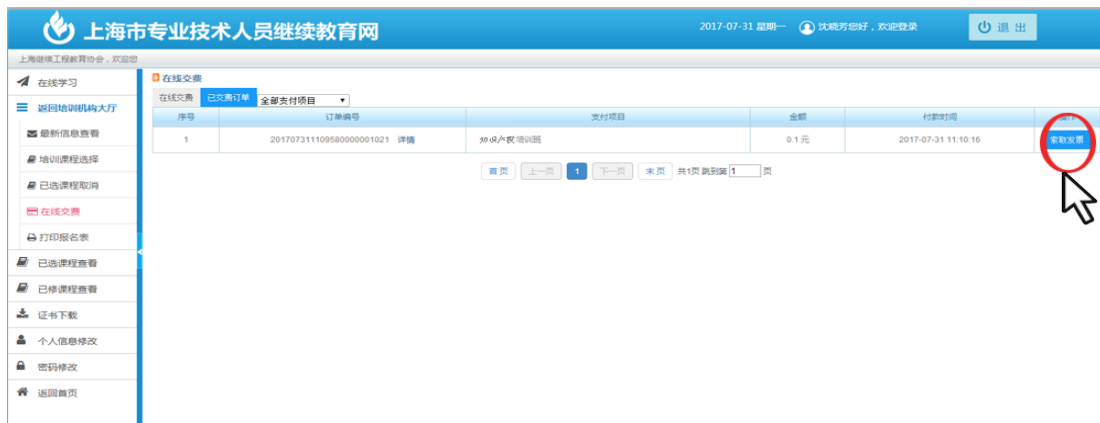 上海市专业技术人员继续教育网
2017-07-31 星期一 沈晓芳您好，欢迎登录 退 出
上海继续工程教育协会，欢迎您
在线学习
返回培训机构大厅
最新信息查看
培训课程选择
已选课程取消
在线交费
打印报名表
已选课程查看
已修课程查看
证书下载
个人信息修改
密码修改
返回首页
在线交费
在线交费 已交费订单 全部支付项目
序号 订单编号 支付项目 金额 付款时间 操作
1 2017073111109580000001021 详情 知识产权培训班 0.1元 2017-07-31 11:10:16 索取发票
首页 上一页 1 下一页 末页 共1页 跳到第 1 页